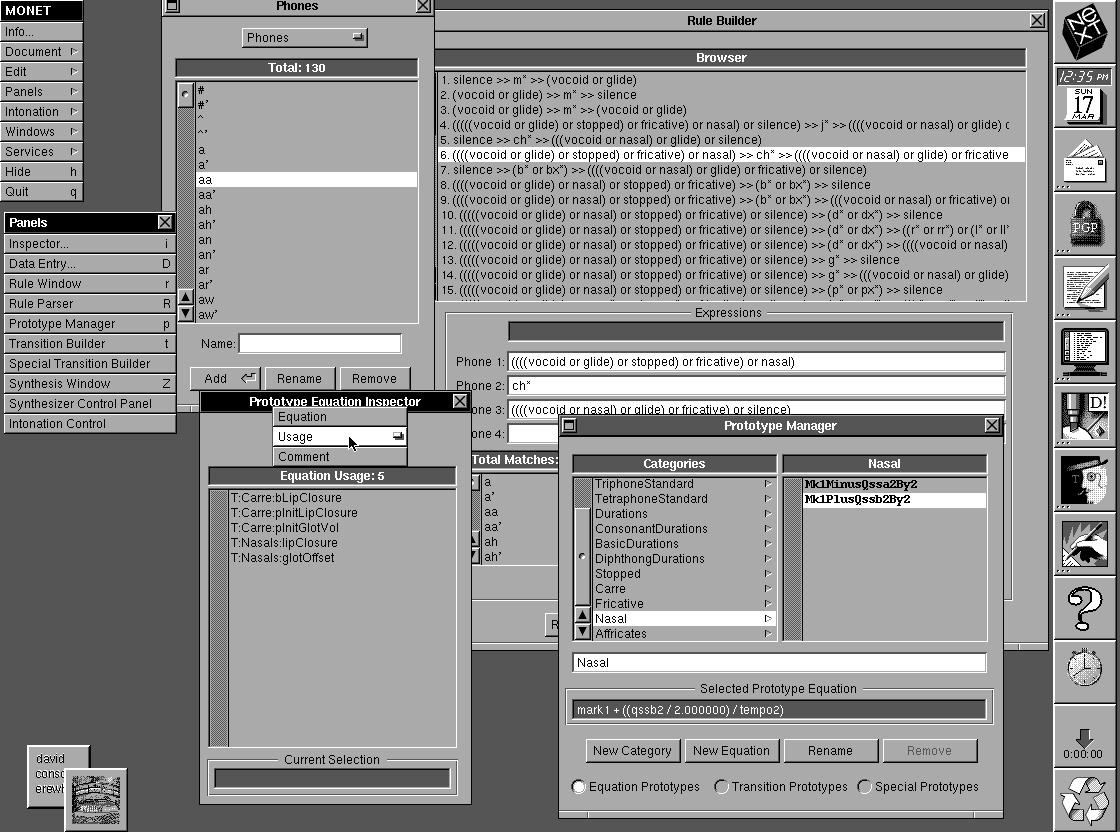 MONET
Info...
Document
Edit
Panels
Intonation
Windows
Services
Hide h
Quit q
Panels
Inspector... i
Data Entry... D
Rule Window r
Rule Parser R
Prototype Manager p
Transition Builder t
Special Transition Builder
Synthesis Window Z
Synthesizer Control Panel
Intonation Control
Phones
Phones
Total: 130
#
#'
^
^'
a
a'
aa
aa'
ah
ah'
an
an'
ar
ar'
aw
aw'
Name:
Add
Rename
Remove
Rule Builder
Browser
1. silence >> m* >> (vocoid or glide)
2. (vocoid or glide) >> m* >> silence
3. (vocoid or glide) >> m* >> (vocoid or glide)
4. (((((vocoid or glide) or stopped) or fricative) or nasal) or silence) >> j* >> ((((vocoid or nasal) or glide) c
5. silence >> ch* >> (((vocoid or nasal) or glide) or silence)
6. ((((vocoid or glide) or stopped) or fricative) or nasal) >> ch* >> ((((vocoid or nasal) or glide) or fricative
7. silence >> (b* or bx*) >> ((((vocoid or nasal) or glide) or fricative) or silence)
8. ((((vocoid or glide) or nasal) or stopped) or fricative) >> (b* or bx*) >> silence
9. ((((vocoid or glide) or nasal) or stopped) or fricative) >> (b* or bx*) >> ((((vocoid or nasal) or fricative) or
10. (((((vocoid or glide) or nasal) or stopped) or fricative) or silence) >> (d* or dx*) >> silence
11. (((((vocoid or glide) or nasal) or stopped) or fricative) or silence) >> (d* or dx*) >> ((r* or rr*) or (l* or ll*
12. (((((vocoid or glide) or nasal) or stopped) or fricative) or silence) >> (d* or dx*) >> ((((vocoid or nasal)
13. (((((vocoid or glide) or nasal) or stopped) or fricative) or silence) >> g* >> silence
14. (((((vocoid or glide) or nasal) or stopped) or fricative) or silence) >> g* >> (((vocoid or nasal) or glide)
15. (((((vocoid or glide) or nasal) or stopped) or fricative) or silence) >> (p* or px*) >> silence
Expressions
Phone 1: ((((vocoid or glide) or stopped) or fricative) or nasal)
Phone 2: ch*
Phone 3: ((((vocoid or nasal) or glide) or fricative) or silence)
Phone 4:
Total Matches:
a
a'
aa
aa'
ah
ah'
R
Prototype Equation Inspector
Equation
Usage
Comment
Equation Usage: 5
T:Carre:bLipClosure
T:Carre:pInitLipClosure
T:Carre:pInitGlotVol
T:Nasals:lipClosure
T:Nasals:glotOffset
Current Selection
Prototype Manager
Categories
TriphoneStandard
TetraphoneStandard
Durations
ConsonantDurations
BasicDurations
DiphthongDurations
Stopped
Carre
Fricative
Nasal
Affricates
Nasal
Mk1MinusQssa2By2
Mk1PlusQssb2By2
Nasal
Selected Prototype Equation
mark1 + ((qssb2 / 2.000000) / tempo2)
New Category
New Equation
Rename
Remove
Equation Prototypes
Transition Prototypes
Special Prototypes
david
NeXT
12:35 PM
SUN
17
MAR
PGP
D!
?
0:00:00